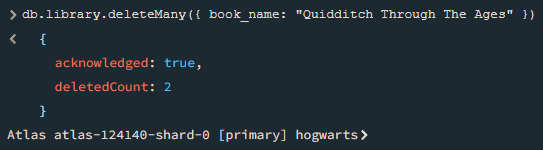 > db.library.deleteMany({ book_name: "Quidditch Through The Ages" })
< {
acknowledged: true,
deletedCount: 2
}
Atlas atlas-124140-shard-0 [primary] hogwarts>